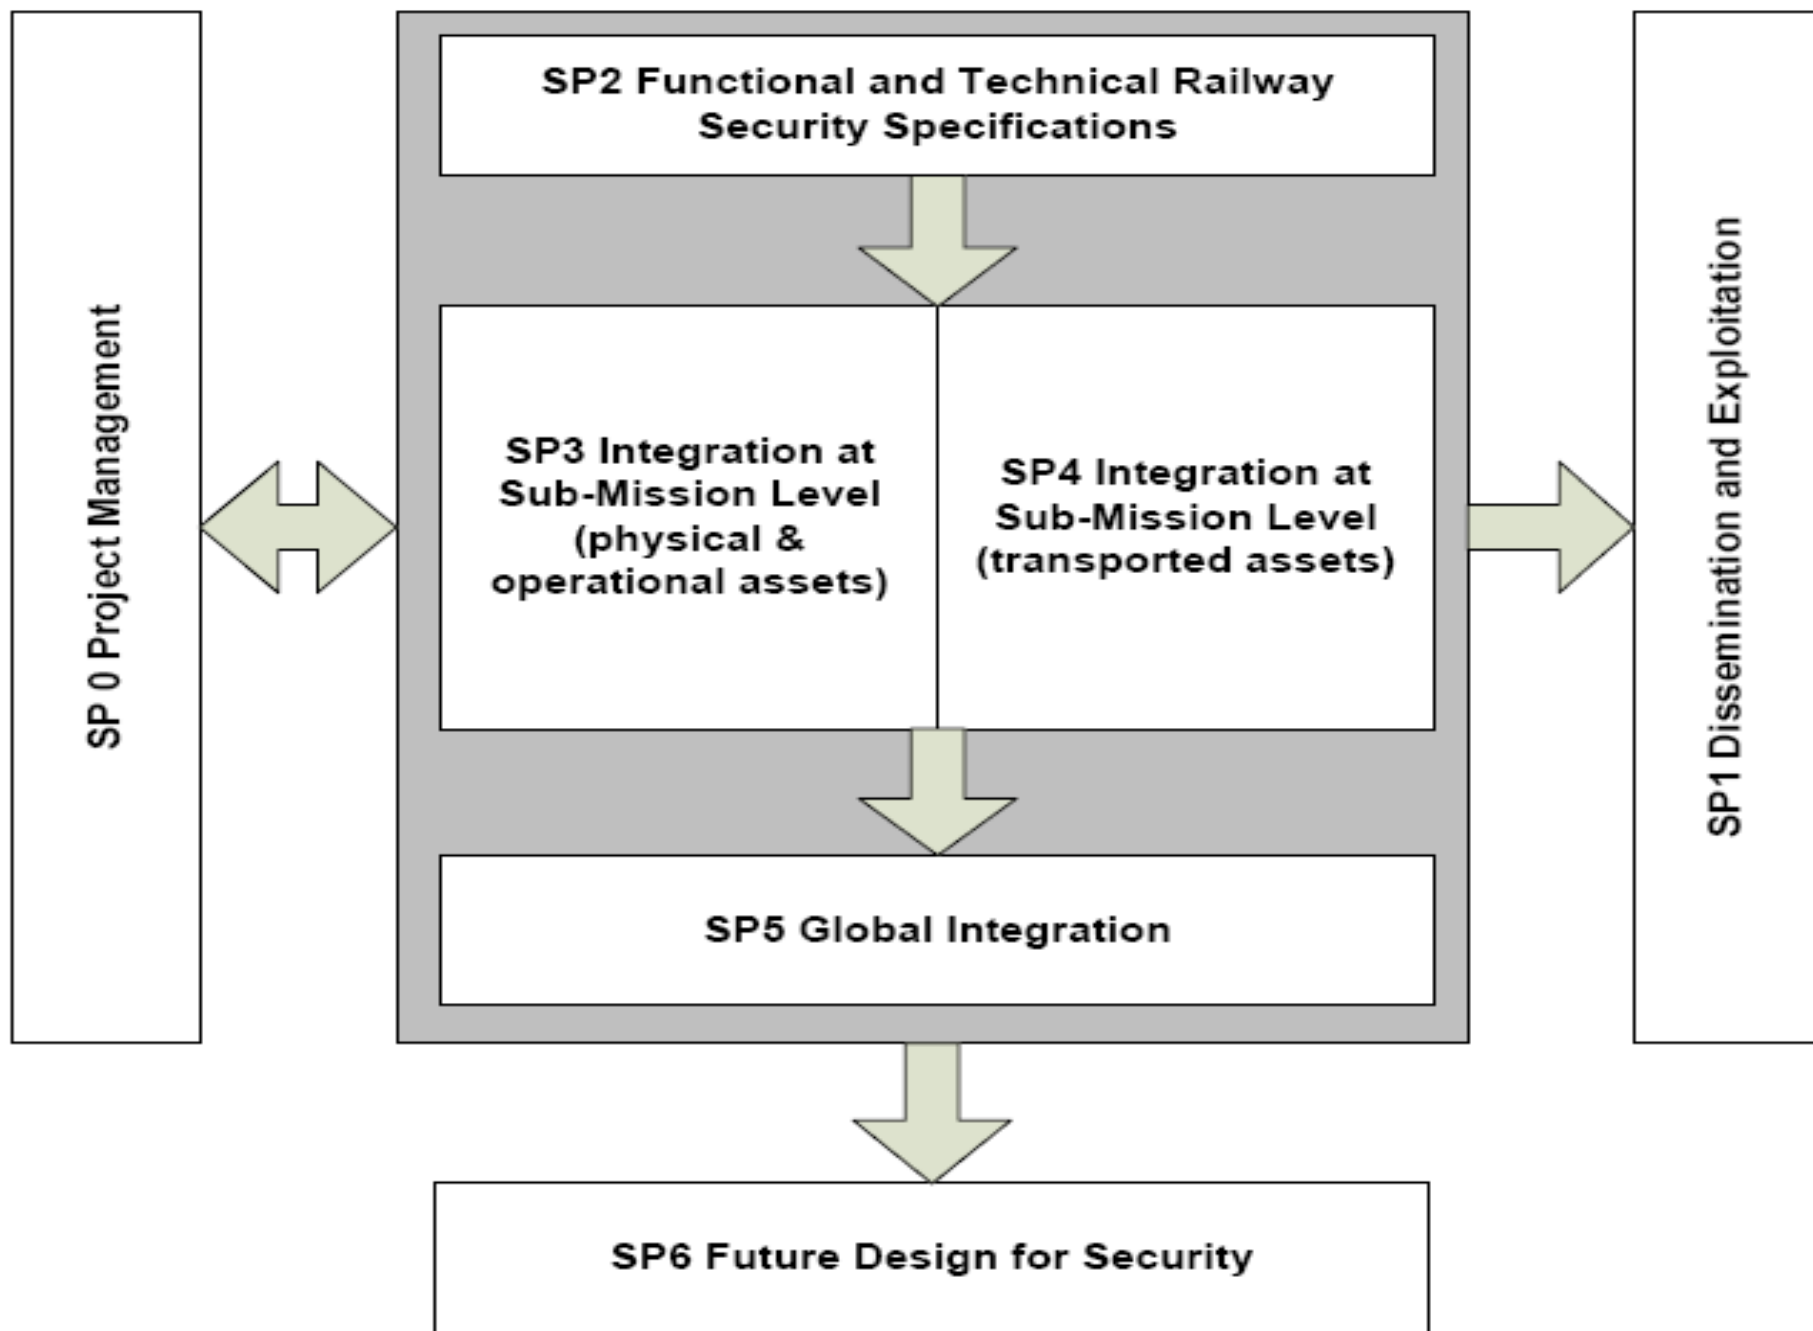 SP 0 Project Management
SP2 Functional and Technical Railway
Security Specifications
SP3 Integration at
Sub-Mission Level
(physical &
operational assets)
SP4 Integration at
Sub-Mission Level
(transported assets)
SP5 Global Integration
SP1 Dissemination and Exploitation
SP6 Future Design for Security